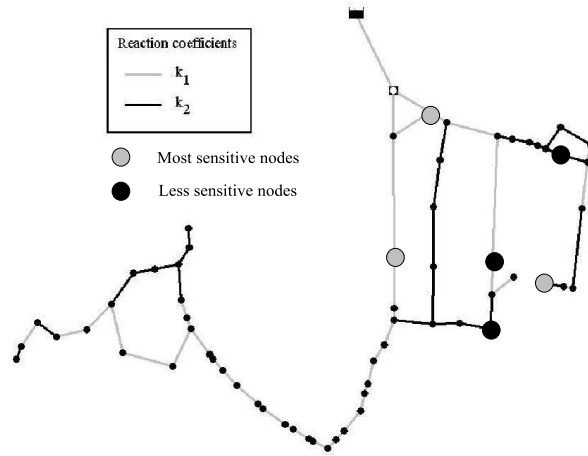 Reaction coefficients
k1
k2
Most sensitive nodes
Less sensitive nodes